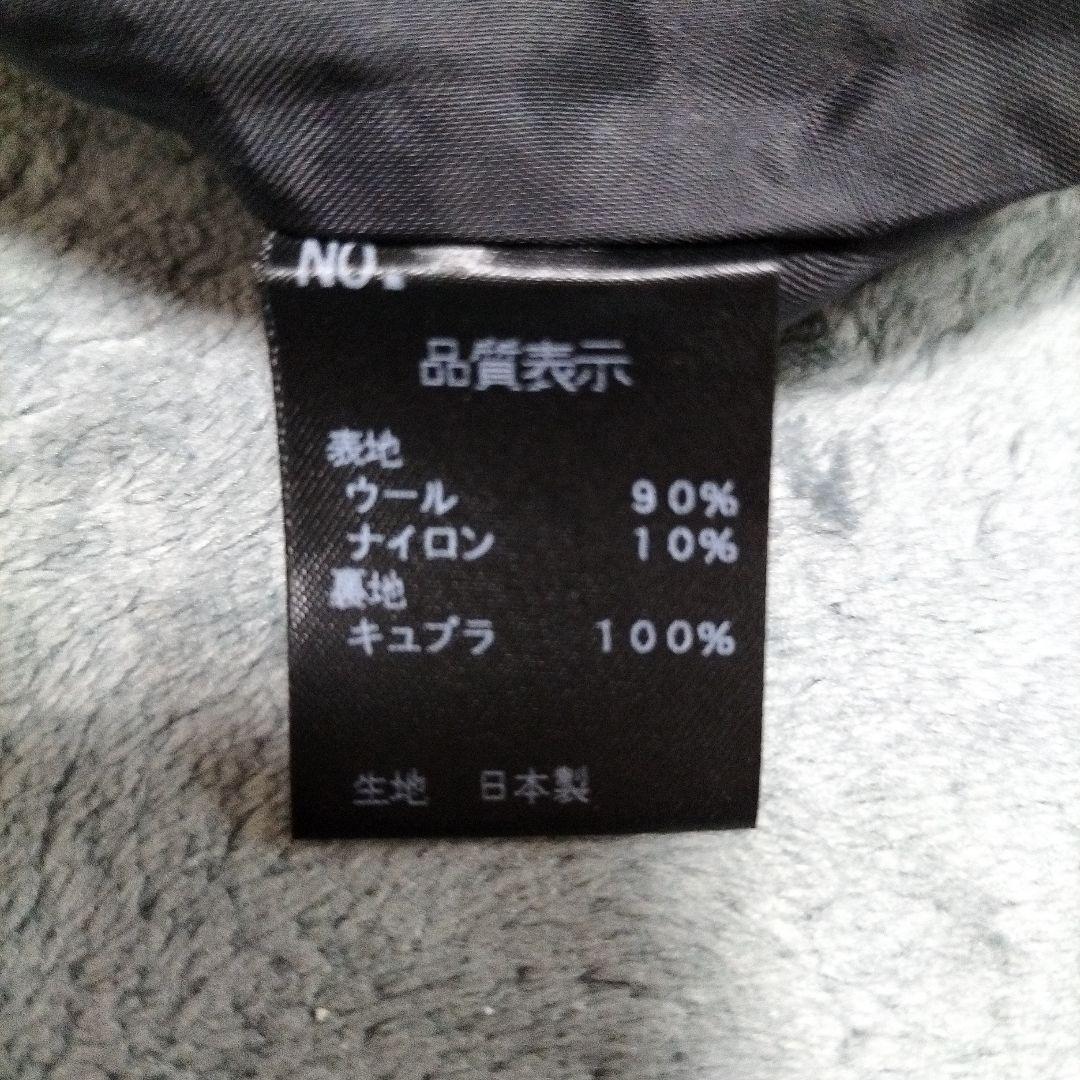 NO.
品質表示
表地
ウール 90%
ナイロン 10%
裏地
キュプラ 100%
生地 日本製